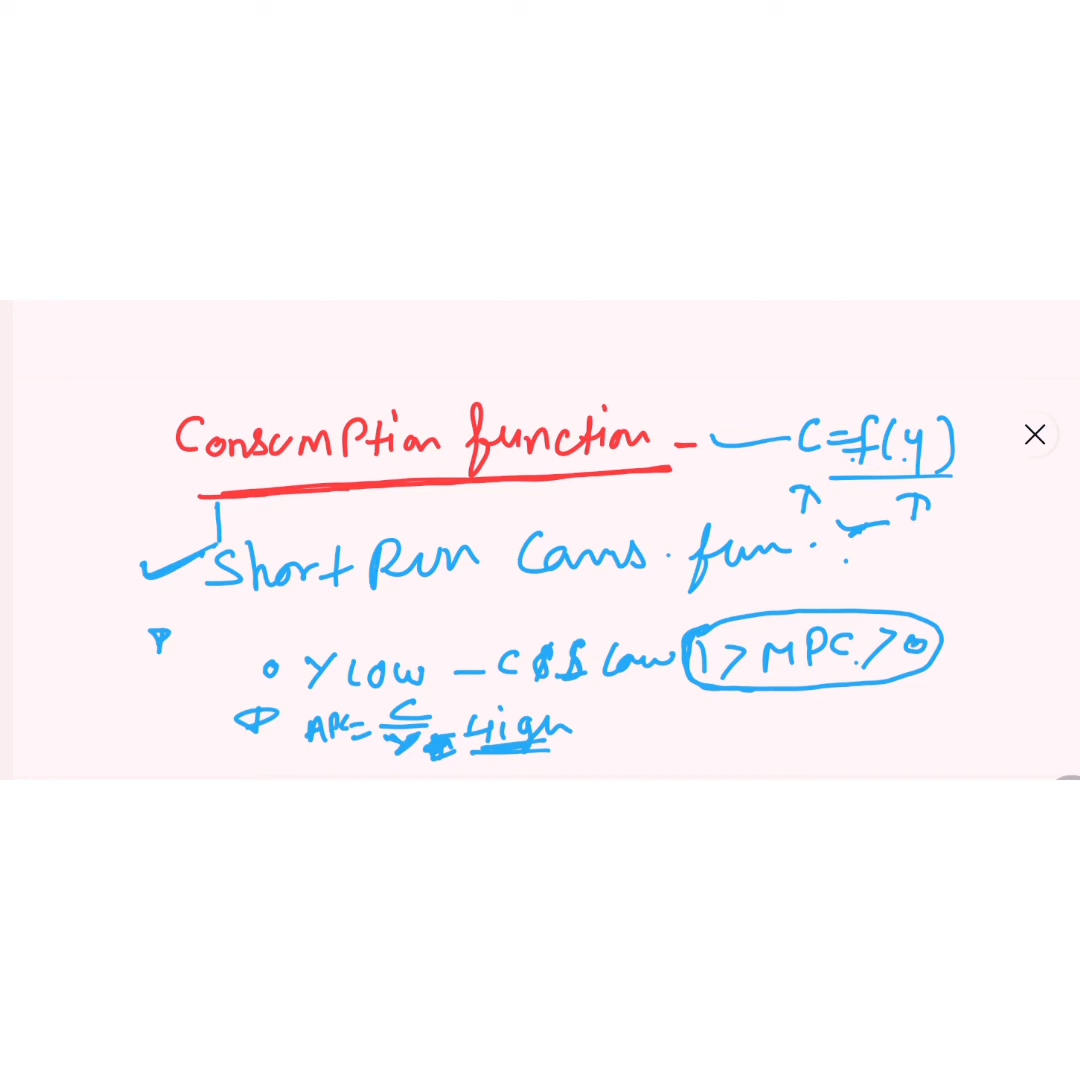 Consumption function - C = f(y)
Short Run Cons. fun.
Y Low - C Low 1 > MPC. > 0
APC = C/Y High